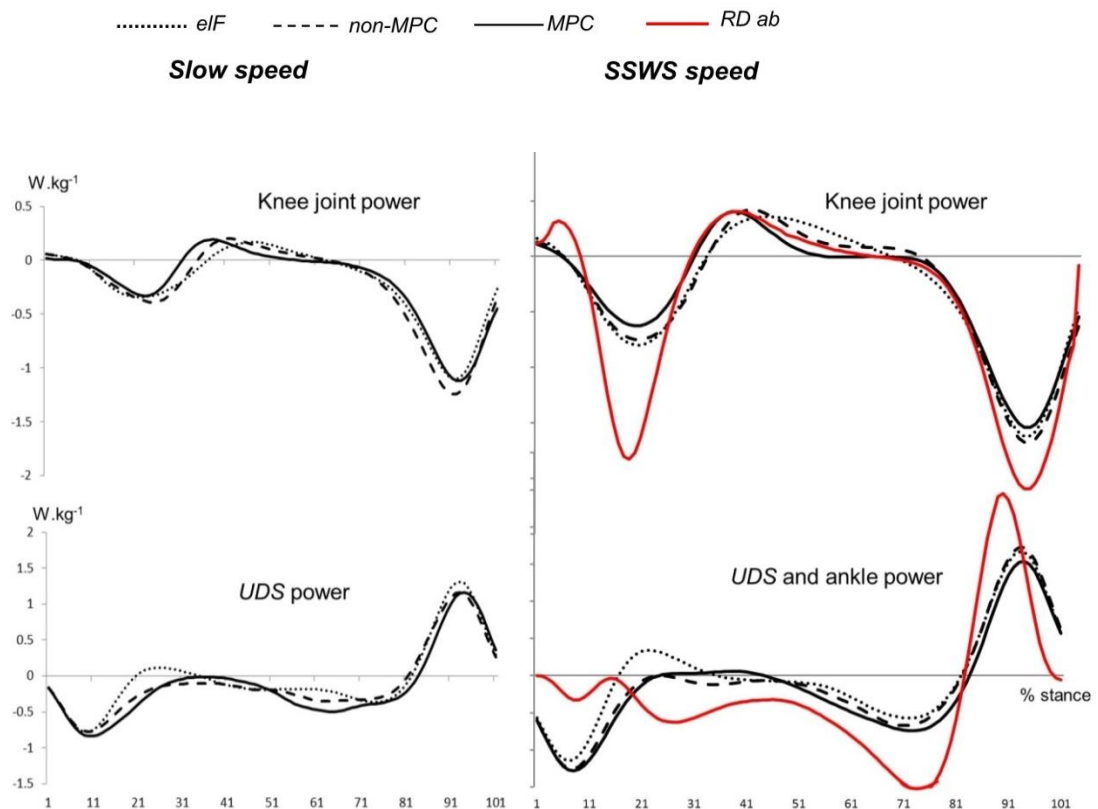 eIF non-MPC MPC RD ab
Slow speed SSWS speed
W.kg-1
Knee joint power Knee joint power
0.5
0
-0.5
-1
-1.5
-2
W.kg-1
2
1.5
UDS power UDS and ankle power
1
0.5
0
% stance
-0.5
-1
-1.5
1 11 21 31 41 51 61 71 81 91 101 1 11 21 31 41 51 61 71 81 91 101